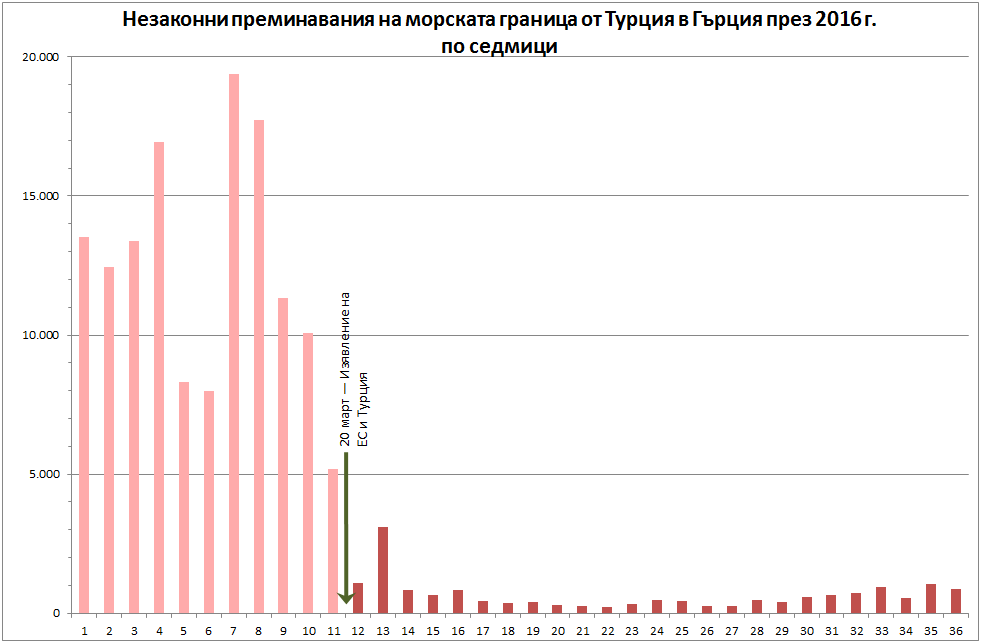 Незаконни преминавания на морската граница от Турция в Гърция през 2016 г.
по седмици
20.000
15.000
10.000
5.000
0
20 март — Изявление на
ЕС и Турция
1 2 3 4 5 6 7 8 9 10 11 12 13 14 15 16 17 18 19 20 21 22 23 24 25 26 27 28 29 30 31 32 33 34 35 36